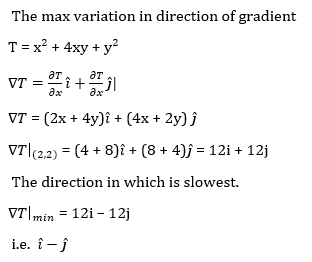 The max variation in direction of gradient
T = x² + 4xy + y²
∇T = ∂T/∂x î + ∂T/∂x ĵ|
∇T = (2x + 4y)î + (4x + 2y) ĵ
∇T|(2,2) = (4 + 8)î + (8 + 4)ĵ = 12i + 12j
The direction in which is slowest.
∇T|min = 12i − 12j
i.e. î − ĵ